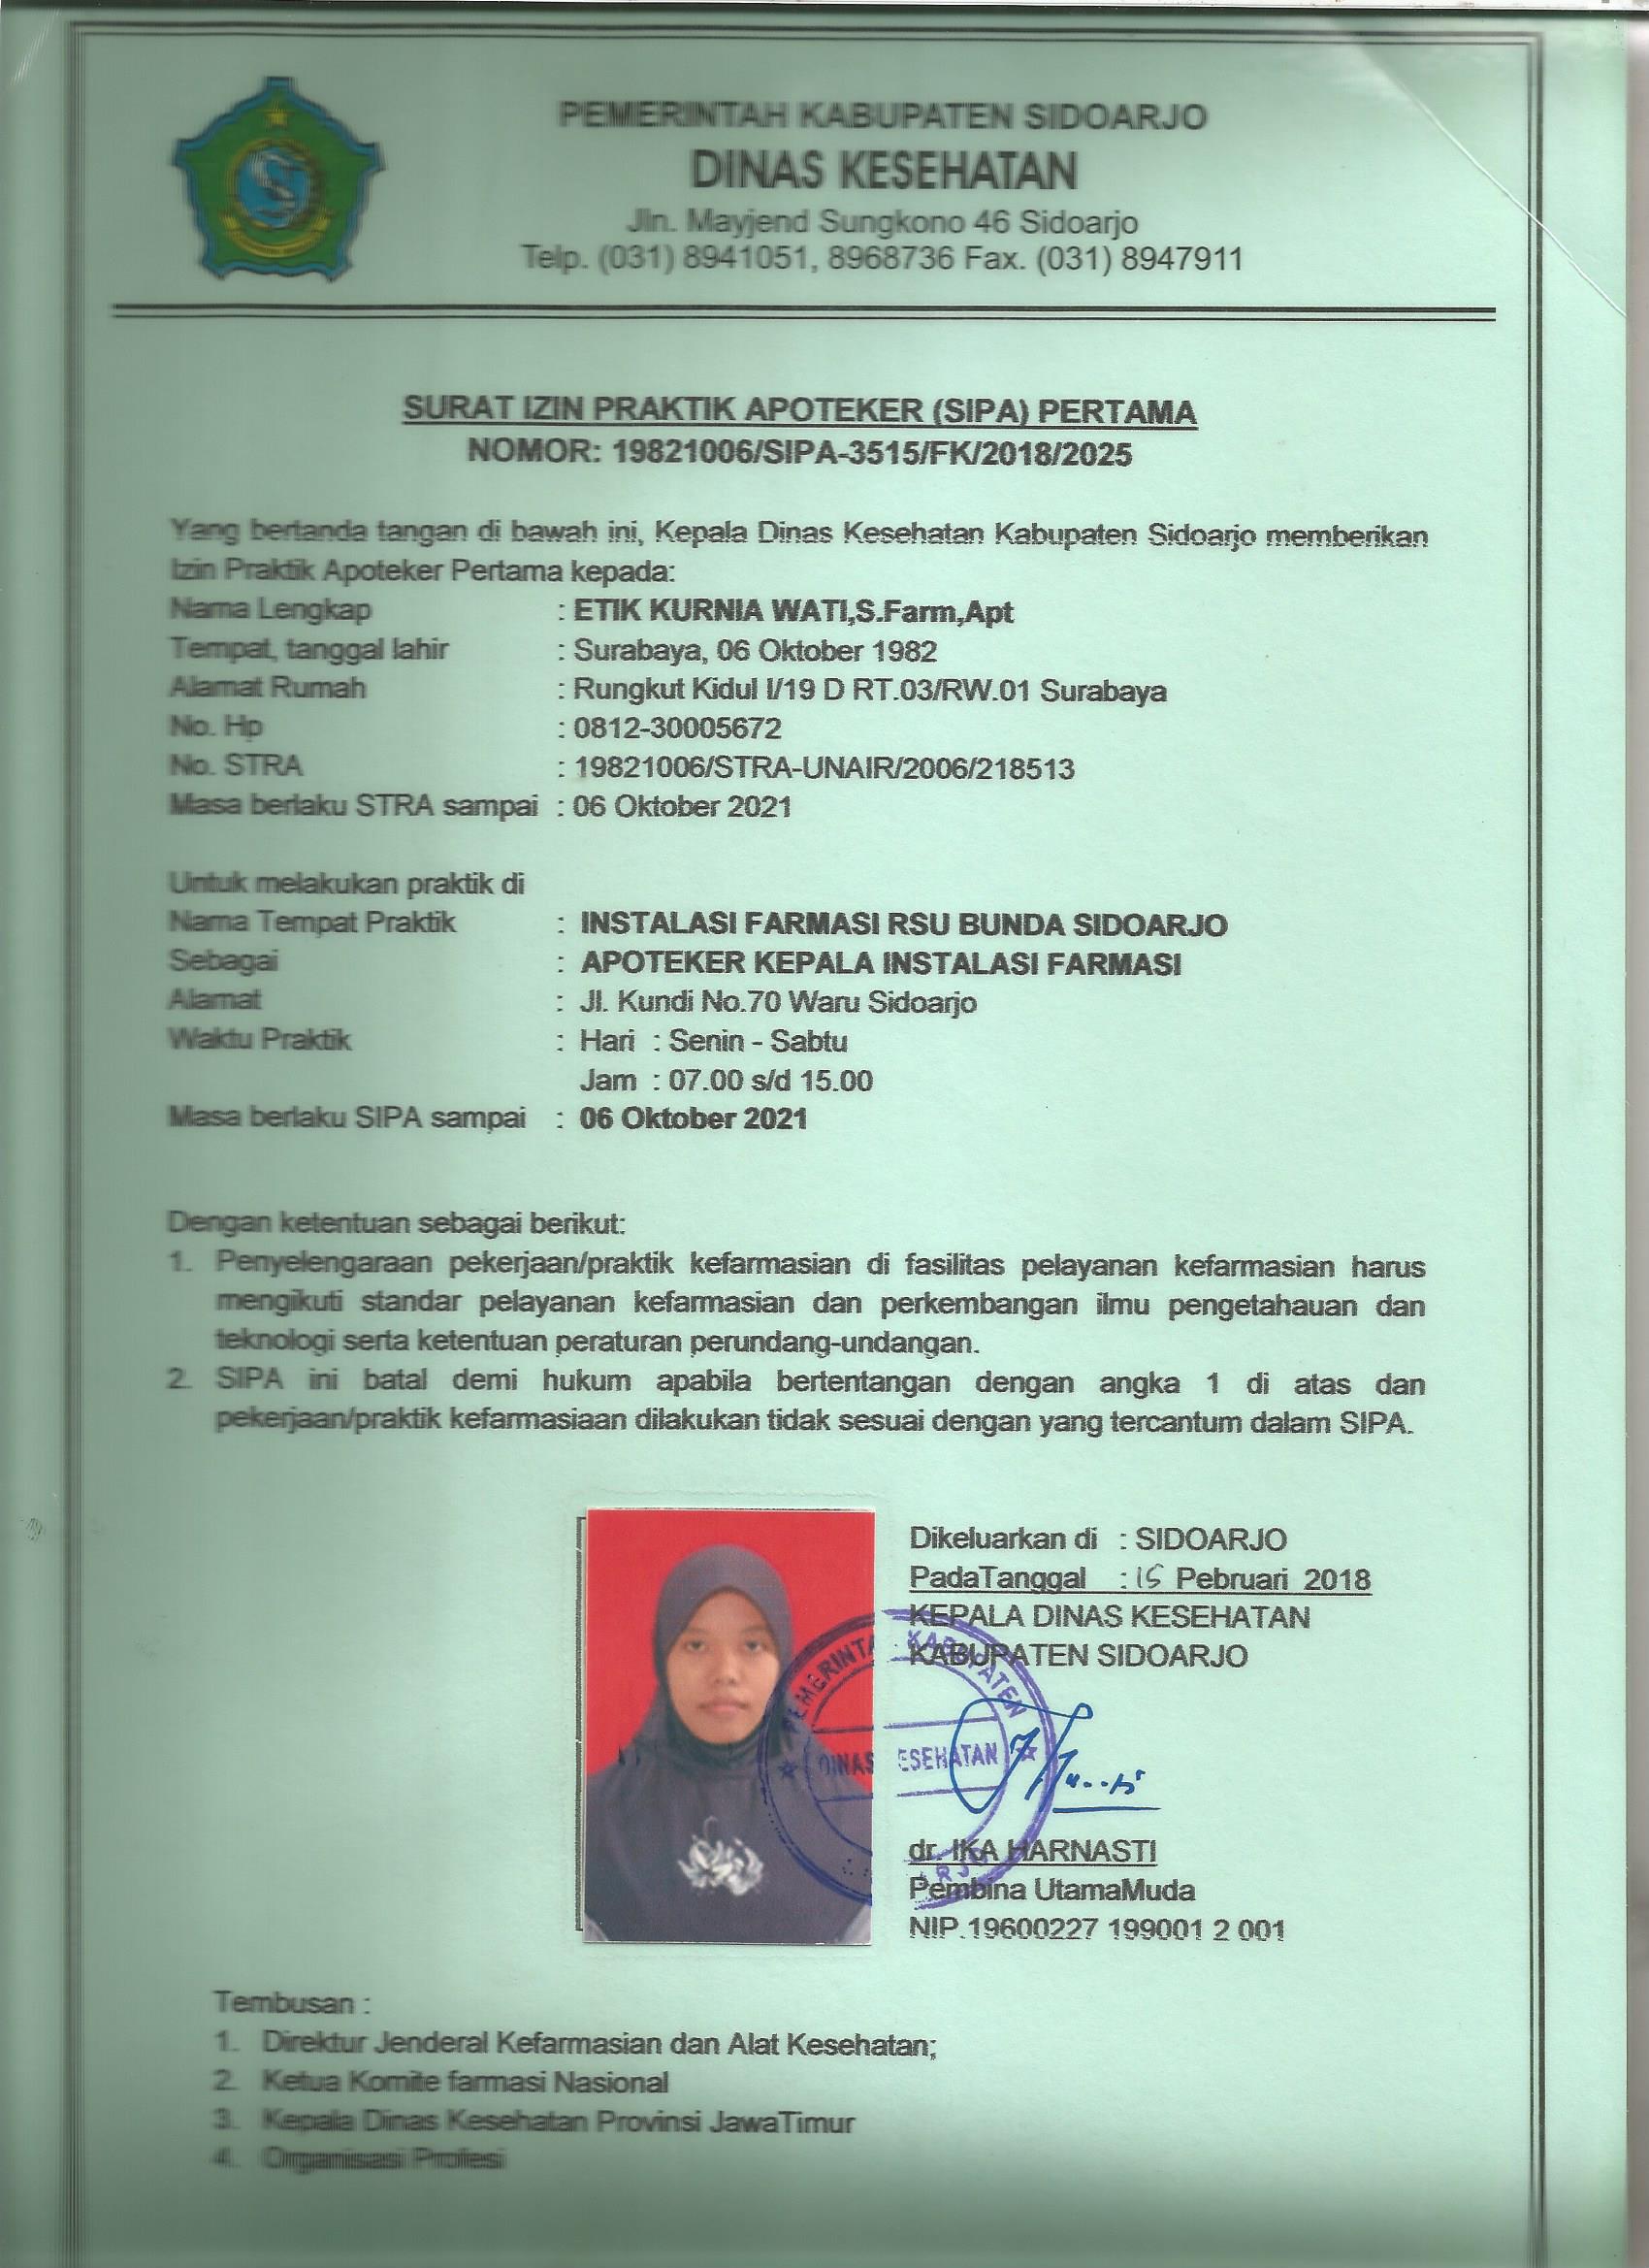 PEMERINTAH KABUPATEN SIDOARJO
DINAS KESEHATAN
Jln. Mayjend Sungkono 46 Sidoarjo
Telp. (031) 8941051, 8968736 Fax. (031) 8947911
SURAT IZIN PRAKTIK APOTEKER (SIPA) PERTAMA
NOMOR: 19821006/SIPA-3515/FK/2018/2025
Yang bertanda tangan di bawah ini, Kepala Dinas Kesehatan Kabupaten Sidoarjo memberikan
Izin Praktik Apoteker Pertama kepada:
Nama Lengkap : ETIK KURNIA WATI,S.Farm,Apt
Tempat, tanggal lahir : Surabaya, 06 Oktober 1982
Alamat Rumah : Rungkut Kidul I/19 D RT.03/RW.01 Surabaya
No. Hp : 0812-30005672
No. STRA : 19821006/STRA-UNAIR/2006/218513
Masa berlaku STRA sampai : 06 Oktober 2021
Untuk melakukan praktik di
Nama Tempat Praktik : INSTALASI FARMASI RSU BUNDA SIDOARJO
Sebagai : APOTEKER KEPALA INSTALASI FARMASI
Alamat : Jl. Kundi No.70 Waru Sidoarjo
Waktu Praktik : Hari : Senin - Sabtu
Jam : 07.00 s/d 15.00
Masa berlaku SIPA sampai : 06 Oktober 2021
Dengan ketentuan sebagai berikut:
1. Penyelengaraan pekerjaan/praktik kefarmasian di fasilitas pelayanan kefarmasian harus
mengikuti standar pelayanan kefarmasian dan perkembangan ilmu pengetahauan dan
teknologi serta ketentuan peraturan perundang-undangan.
2. SIPA ini batal demi hukum apabila bertentangan dengan angka 1 di atas dan
pekerjaan/praktik kefarmasiaan dilakukan tidak sesuai dengan yang tercantum dalam SIPA.
Dikeluarkan di : SIDOARJO
PadaTanggal : 15 Pebruari 2018
KEPALA DINAS KESEHATAN
KABUPATEN SIDOARJO
PEMERINTA KABUPATEN
DINAS ESEHATAN
dr. IKA HARNASTI
Pembina UtamaMuda
NIP.19600227 199001 2 001
Tembusan :
1. Direktur Jenderal Kefarmasian dan Alat Kesehatan;
2. Ketua Komite farmasi Nasional
3. Kepala Dinas Kesehatan Provinsi JawaTimur
4. Organisasi Profesi